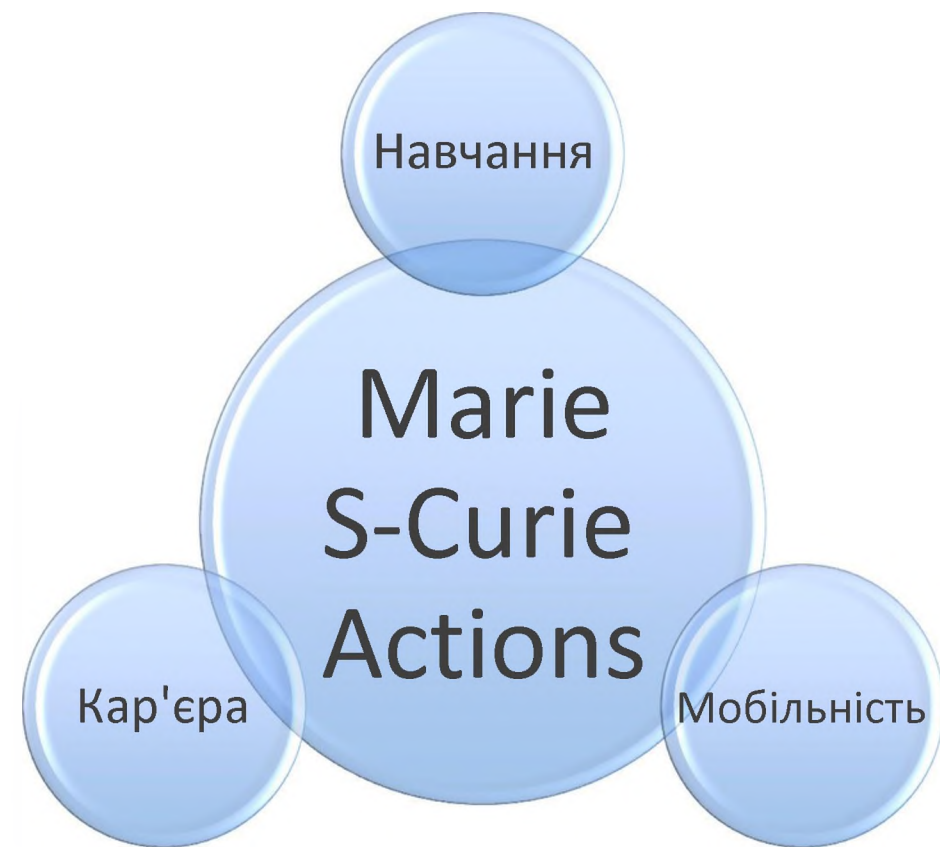 Навчання
Marie
S-Curie
Actions
Кар'єра
Мобільність